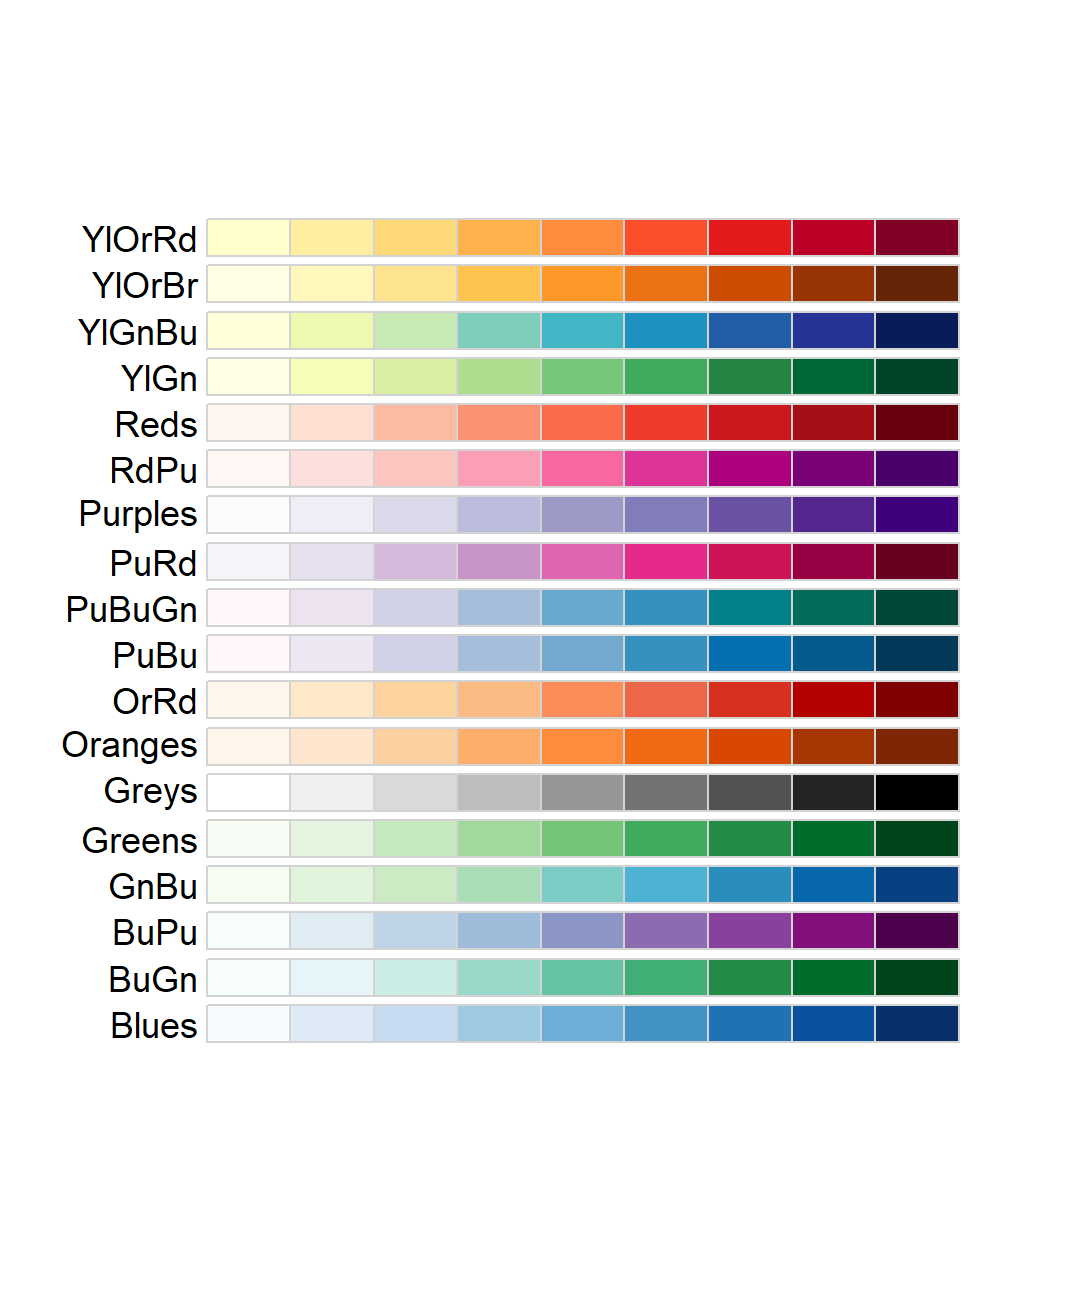 YlOrRd
YlOrBr
YlGnBu
YlGn
Reds
RdPu
Purples
PuRd
PuBuGn
PuBu
OrRd
Oranges
Greys
Greens
GnBu
BuPu
BuGn
Blues